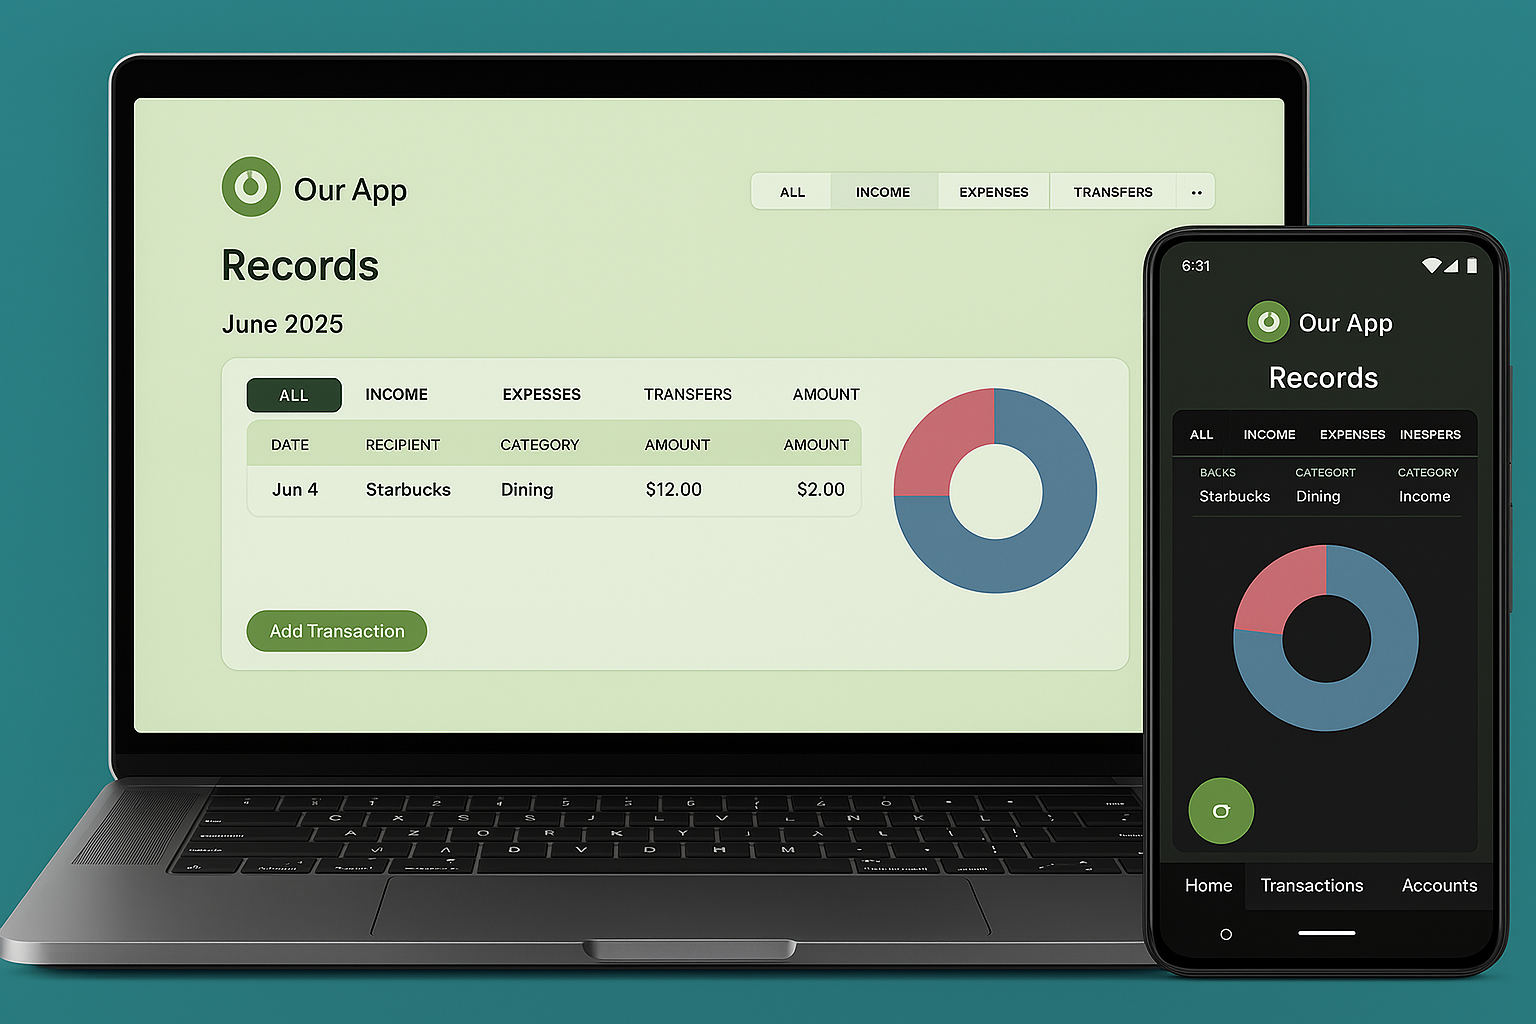 Our App
ALL INCOME EXPENSES TRANSFERS ••
Records
June 2025
ALL INCOME EXPESSES TRANSFERS AMOUNT
DATE RECIPIENT CATEGORY AMOUNT AMOUNT
Jun 4 Starbucks Dining $12.00 $2.00
Add Transaction
6:31
Our App
Records
ALL INCOME EXPENSES INESPERS
BACKS CATEGORT CATEGORY
Starbucks Dining Income
Home Transactions Accounts